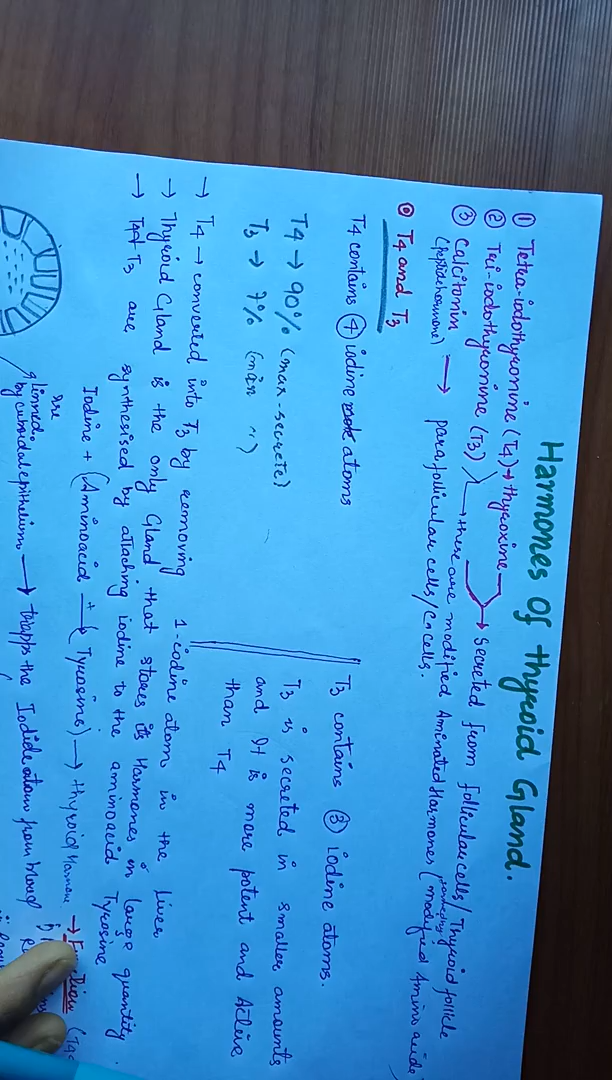 Harmones Of thyroid Gland.
① Tetra-iodothyronine (T4) → thyroxine → secreted from follicular cells/Thyroid follicle
② Tri-iodothyronine (T3) → these are modified Aminated Harmones (modified Amino acids)
③ Calcitonin → parafollicular cells/C cells.
T4 and T3
T4 contains ④ iodine atoms
T3 contains ③ iodine atoms.
T4 → 90% (max-secrete)
T3 → 7% (min ")
T3 is secreted in smaller amounts
and It is more potent and Active
than T4
→ T4 → converted into T3 by removing 1-iodine atom in the liver
→ Thyroid Gland is the only Gland that stores its Harmones in large quantity.
→ T4+T3 are synthesised by attaching iodine to the aminoacid Tyrosine
Iodine + (Aminoacid → Tyrosine) → thyroid Harmone
→ Function (T4
are
linned
by cuboidal epithelium → trapps the Iodide atom from blood